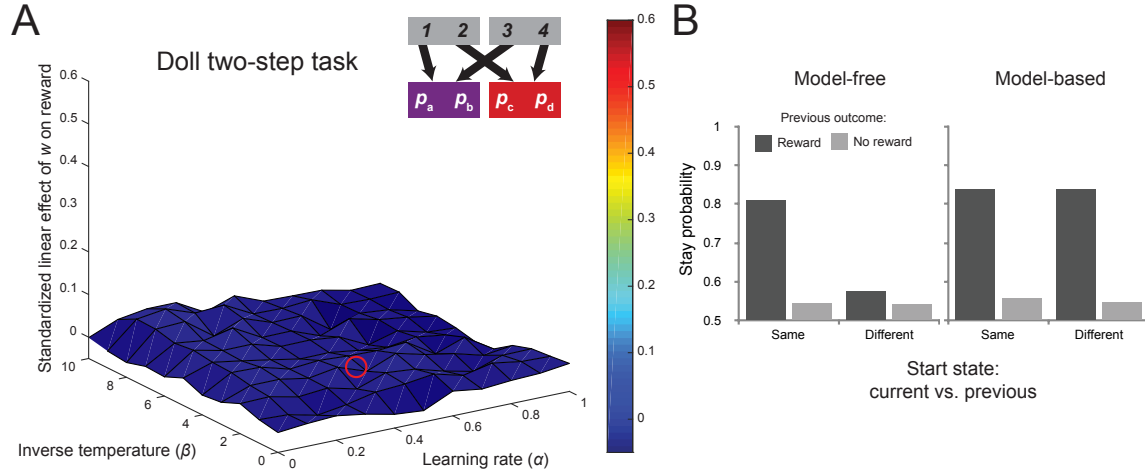 A
Doll two-step task
1 2 3 4
pa pb pc pd
Standardized linear effect of w on reward
0.6
0.5
0.4
0.3
0.2
0.1
0
10
8
6
4
2
0
Inverse temperature (β)
0
0.2
0.4
0.6
0.8
1
Learning rate (α)
0.6
0.5
0.4
0.3
0.2
0.1
0
B
Model-free
Model-based
Previous outcome:
Reward No reward
Stay probability
1
0.9
0.8
0.7
0.6
0.5
Same Different Same Different
Start state:
current vs. previous